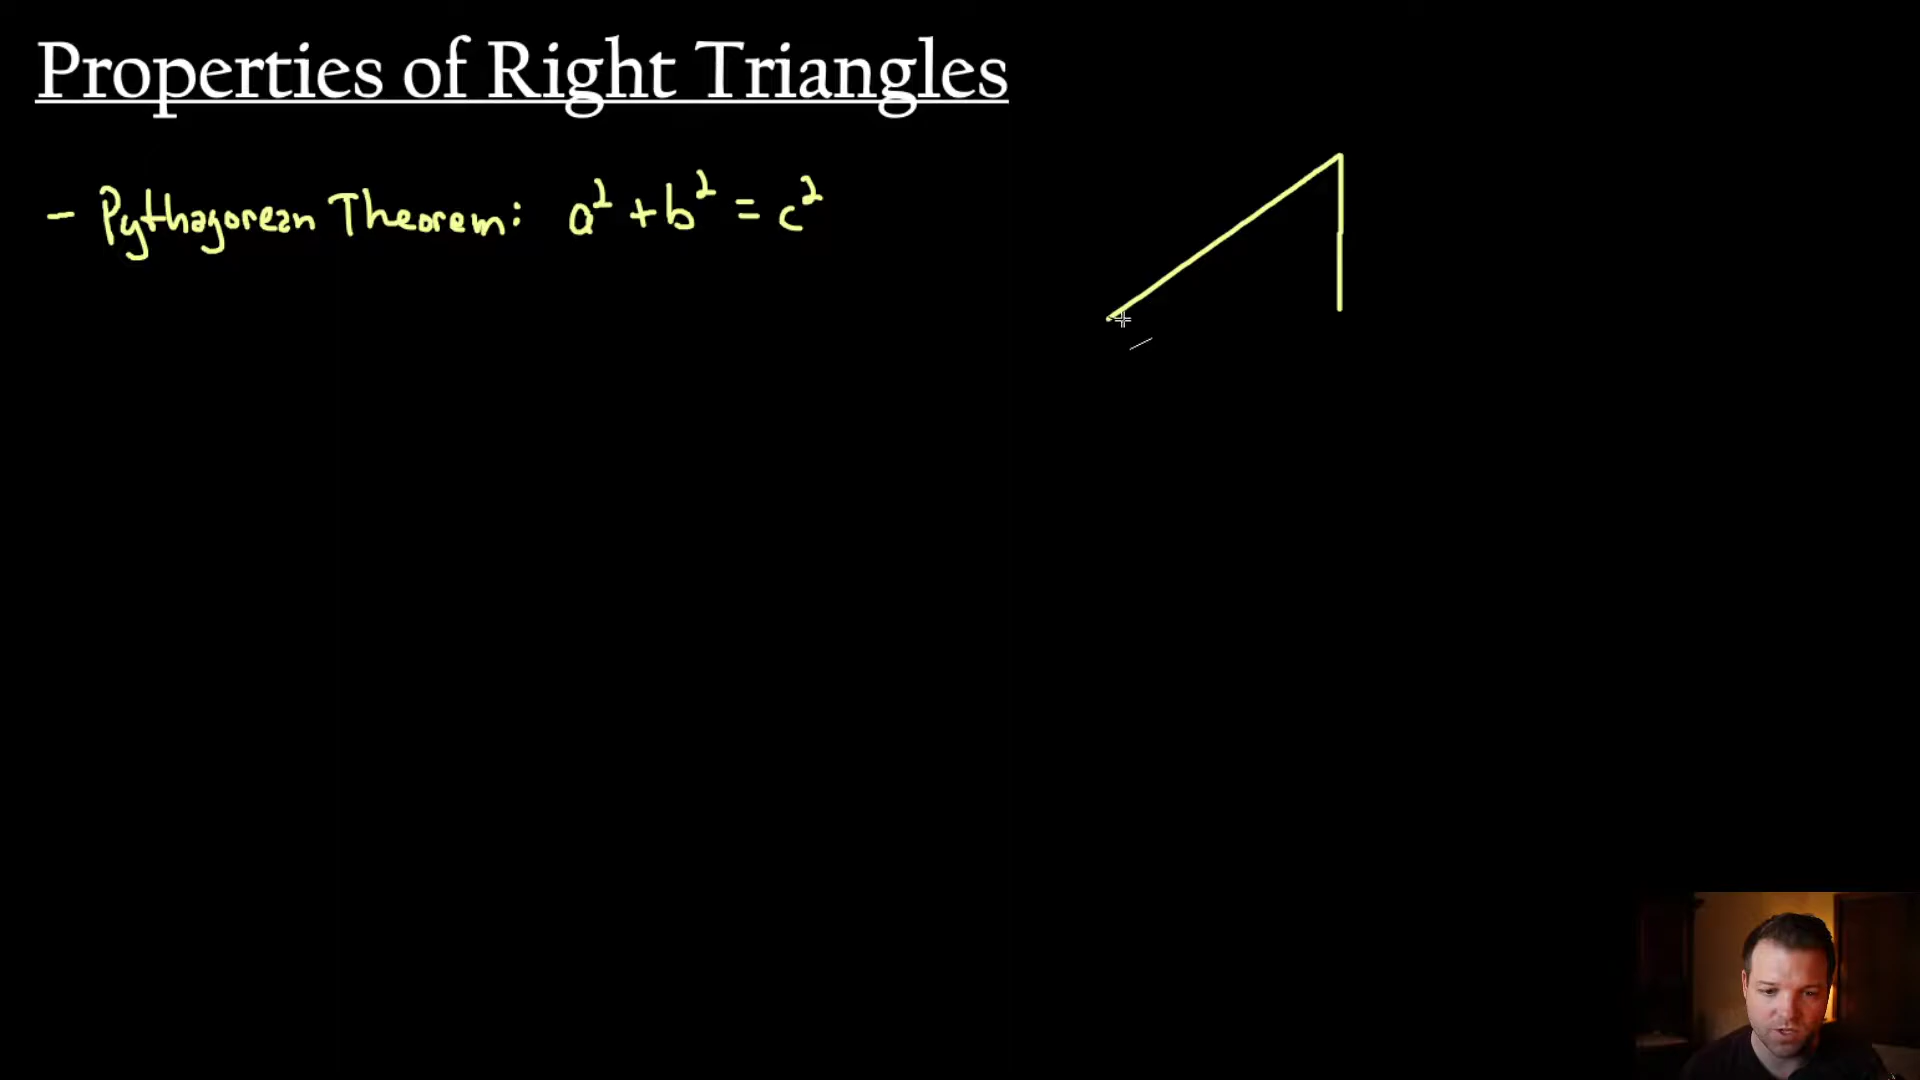 Properties of Right Triangles
- Pythagorean Theorem: a² + b² = c²